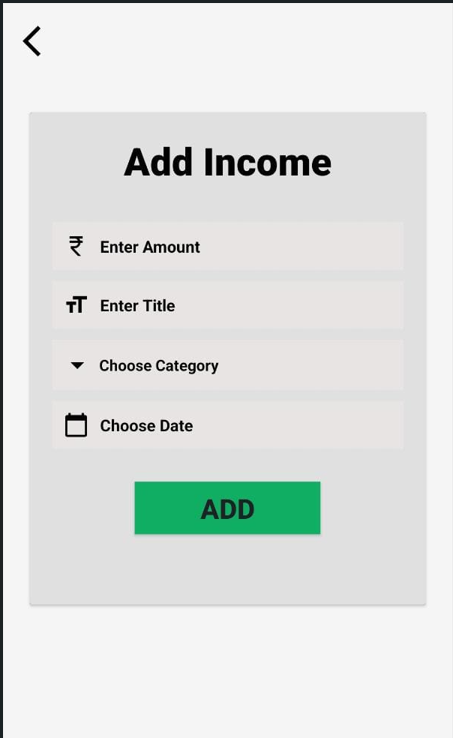 Add Income
₹ Enter Amount
Enter Title
Choose Category
Choose Date
ADD